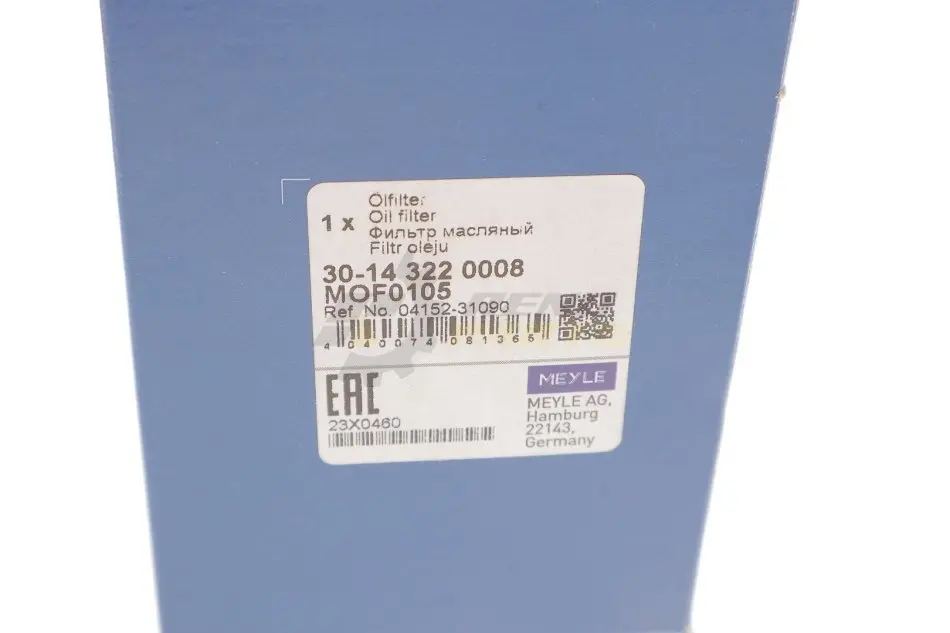 1 x
Ölfilter
Oil filter
Фильтр масляный
Filtr oleju
30-14 322 0008
MOF0105
Ref. No. 04152-31090
4 040074 081365
EAC
23X0460
MEYLE
MEYLE AG,
Hamburg
22143,
Germany